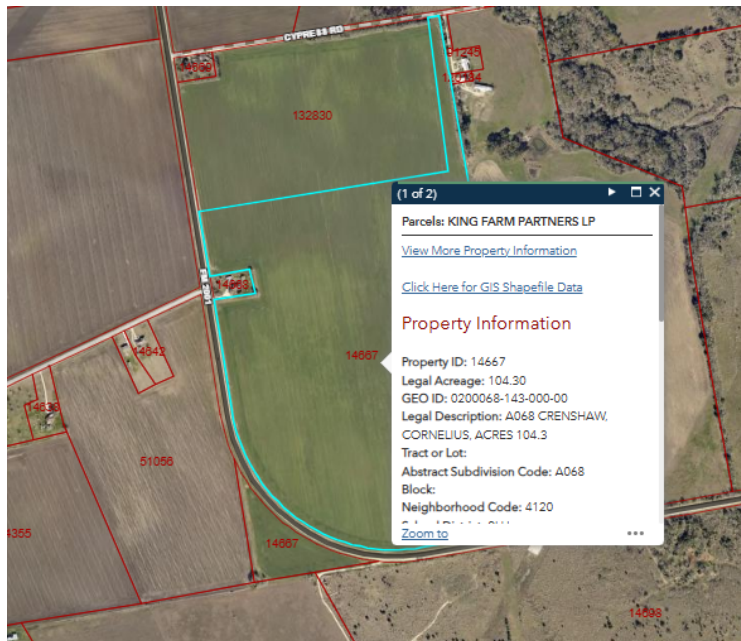 CYPRESS RD
132830
(1 of 2)
Parcels: KING FARM PARTNERS LP
View More Property Information
Click Here for GIS Shapefile Data
Property Information
Property ID: 14667
Legal Acreage: 104.30
GEO ID: 0200068-143-000-00
Legal Description: A068 CRENSHAW,
CORNELIUS, ACRES 104.3
Tract or Lot:
Abstract Subdivision Code: A068
Block:
Neighborhood Code: 4120
Zoom to
14668
14667
14642
51056
4355
14667
14698